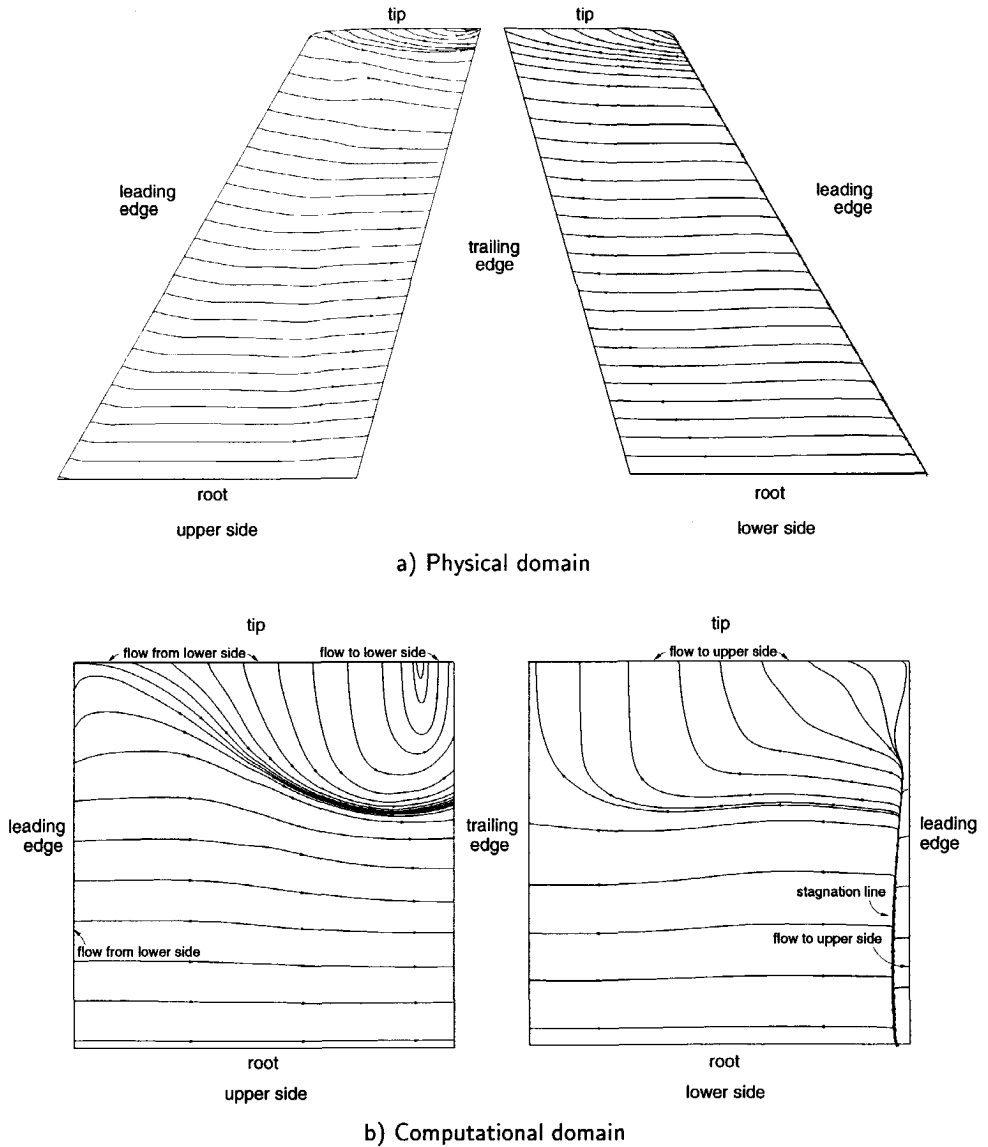 tip
tip
leading
edge
leading
edge
trailing
edge
root
root
upper side
lower side
a) Physical domain
tip
tip
flow from lower side
flow to lower side
flow to upper side
leading
edge
trailing
edge
leading
edge
stagnation line
flow to upper side
flow from lower side
root
root
upper side
lower side
b) Computational domain